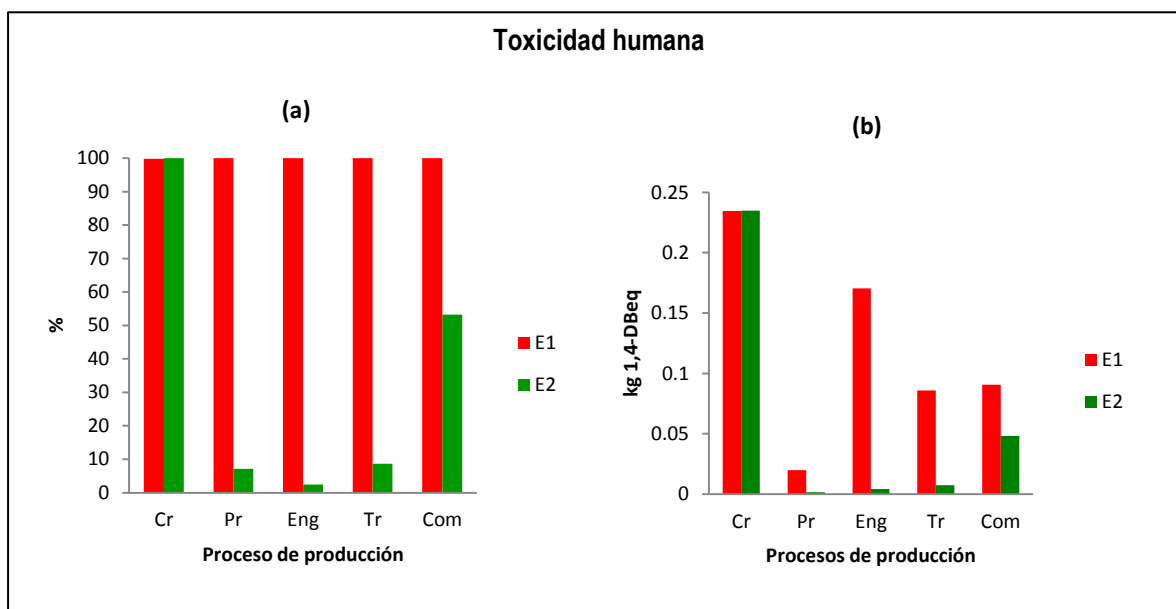 Toxicidad humana
(a)
100
90
80
70
60
50
40
30
20
10
0
%
Cr Pr Eng Tr Com
Proceso de producción
E1
E2
(b)
0.25
0.2
0.15
0.1
0.05
0
kg 1,4-DBeq
Cr Pr Eng Tr Com
Procesos de producción
E1
E2